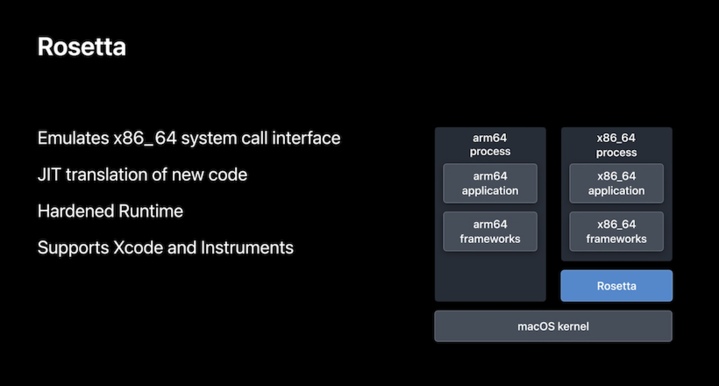 Rosetta
Emulates x86_64 system call interface
JIT translation of new code
Hardened Runtime
Supports Xcode and Instruments
arm64
process
arm64
application
arm64
frameworks
x86_64
process
x86_64
application
x86_64
frameworks
Rosetta
macOS kernel